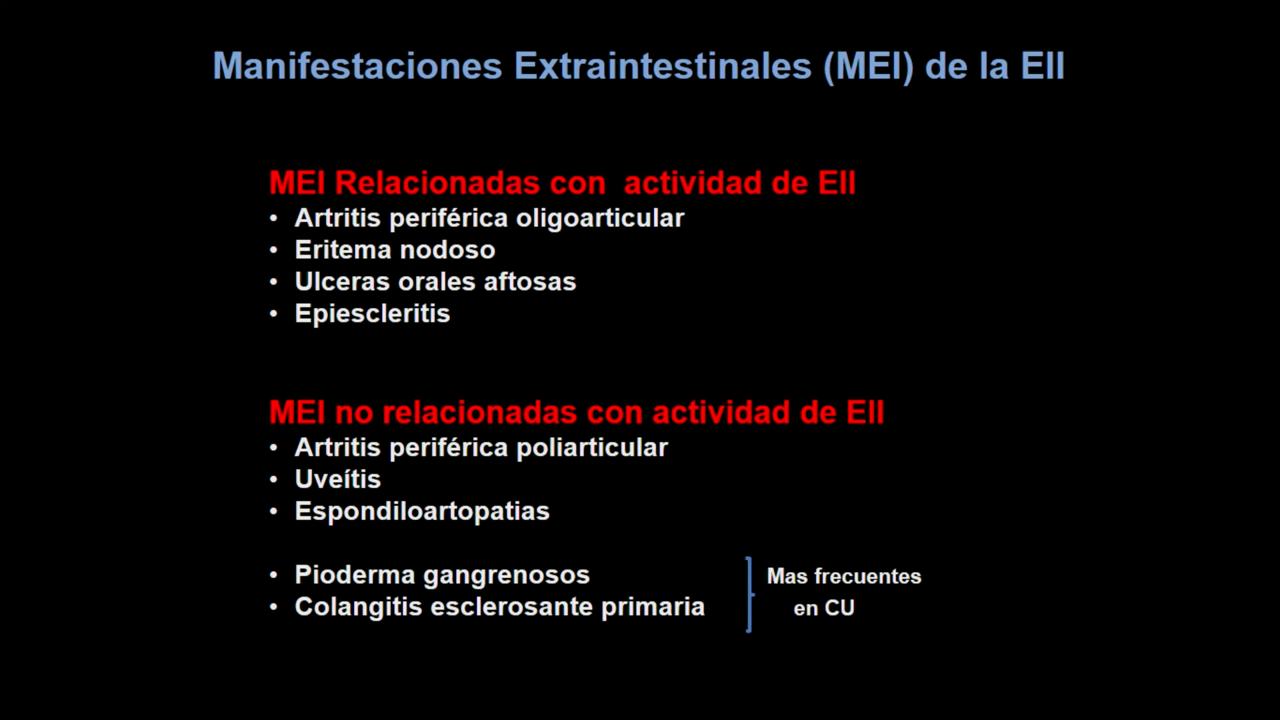 Manifestaciones Extraintestinales (MEI) de la EII
MEI Relacionadas con actividad de EII
• Artritis periférica oligoarticular
• Eritema nodoso
• Ulceras orales aftosas
• Epiescleritis
MEI no relacionadas con actividad de EII
• Artritis periférica poliarticular
• Uveítis
• Espondiloartopatias
• Pioderma gangrenosos
• Colangitis esclerosante primaria
Mas frecuentes
en CU